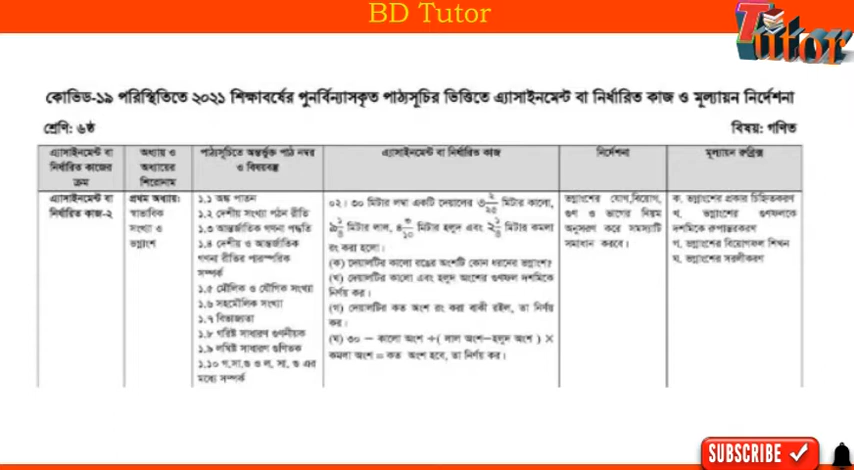 BD Tutor
Tutor
কোভিড-১৯ পরিস্থিতিতে ২০২১ শিক্ষাবর্ষের পুনর্বিন্যাসকৃত পাঠ্যসূচির ভিত্তিতে এ্যাসাইনমেন্ট বা নির্ধারিত কাজ ও মূল্যায়ন নির্দেশনা
শ্রেণি: ৬ষ্ঠ
বিষয়: গণিত
এ্যাসাইনমেন্ট বা
নির্ধারিত কাজের
ক্রম
অধ্যায় ও
অধ্যায়ের
শিরোনাম
পাঠ্যসূচিতে অন্তর্ভুক্ত পাঠ নম্বর
ও বিষয়বস্তু
এ্যাসাইনমেন্ট বা নির্ধারিত কাজ
নির্দেশনা
মূল্যায়ন রুব্রিক্স
এ্যাসাইনমেন্ট বা
নির্ধারিত কাজ-২
প্রথম অধ্যায়:
স্বাভাবিক
সংখ্যা ও
ভগ্নাংশ
১.১ অঙ্ক পাতন
১.২ দেশীয় সংখ্যা পঠন রীতি
১.৩ আন্তর্জাতিক গণনা পদ্ধতি
১.৪ দেশীয় ও আন্তর্জাতিক
গণনা রীতির পারস্পরিক
সম্পর্ক
১.৫ মৌলিক ও যৌগিক সংখ্যা
১.৬ সহমৌলিক সংখ্যা
১.৭ বিভাজ্যতা
১.৮ গরিষ্ঠ সাধারণ গুণনীয়ক
১.৯ লঘিষ্ঠ সাধারণ গুণিতক
১.১০ গ.সা.গু ও ল. সা. গু এর
মধ্যে সম্পর্ক
০২। ৩০ মিটার লম্বা একটি দেয়ালের মিটার কালো,
মিটার লাল, ৪ ৩/১০ মিটার হলুদ এবং মিটার কমলা
রং করা হলো।
(ক) দেয়ালটির কালো রঙের অংশটি কোন ধরনের ভগ্নাংশ?
(খ) দেয়ালটির কালো এবং হলুদ অংশের গুণফল দশমিকে
নির্ণয় কর।
(গ) দেয়ালটির কত অংশ রং করা বাকী রইল, তা নির্ণয়
কর।
(ঘ) ৩০ − কালো অংশ +( লাল অংশ−হলুদ অংশ ) ×
কমলা অংশ = কত অংশ হবে, তা নির্ণয় কর।
ভগ্নাংশের যোগ,বিয়োগ,
গুণ ও ভাগের নিয়ম
অনুসরণ করে সমস্যাটি
সমাধান করবে।
ক. ভগ্নাংশের প্রকার চিহ্নিতকরণ
খ. ভগ্নাংশের গুণফলকে
দশমিকে রূপান্তরকরণ
গ. ভগ্নাংশের বিয়োগফল শিখন
ঘ. ভগ্নাংশের সরলীকরণ
SUBSCRIBE